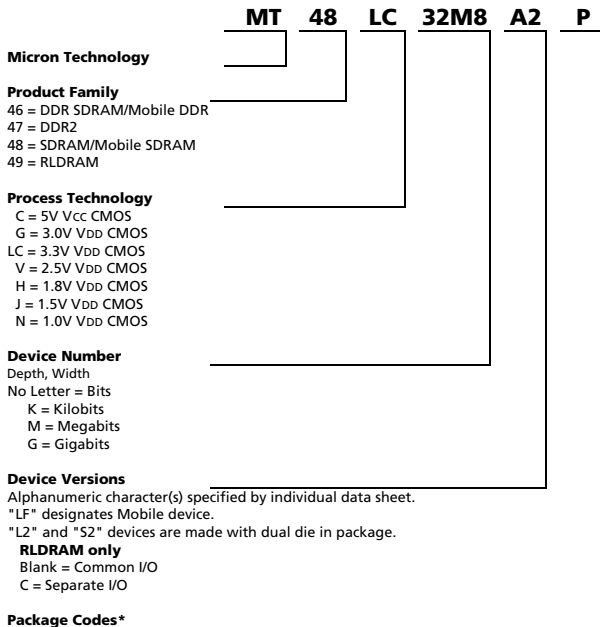 MT 48 LC 32M8 A2 P
Micron Technology
Product Family
46 = DDR SDRAM/Mobile DDR
47 = DDR2
48 = SDRAM/Mobile SDRAM
49 = RLDRAM
Process Technology
C = 5V VCC CMOS
G = 3.0V VDD CMOS
LC = 3.3V VDD CMOS
V = 2.5V VDD CMOS
H = 1.8V VDD CMOS
J = 1.5V VDD CMOS
N = 1.0V VDD CMOS
Device Number
Depth, Width
No Letter = Bits
K = Kilobits
M = Megabits
G = Gigabits
Device Versions
Alphanumeric character(s) specified by individual data sheet.
"LF" designates Mobile device.
"L2" and "S2" devices are made with dual die in package.
RLDRAM only
Blank = Common I/O
C = Separate I/O
Package Codes*